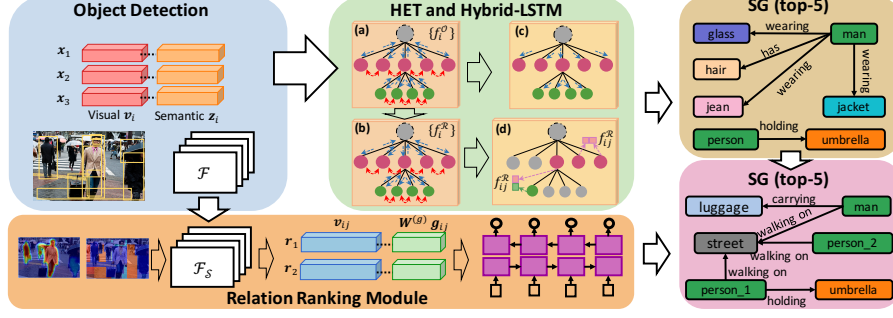 Object Detection
x₁
x₂
x₃
Visual vᵢ
Semantic zᵢ
ℱ
HET and Hybrid-LSTM
(a)
{fᵢᴼ}
(c)
(b)
{fᵢᴿ}
(d)
fᵢⱼᴿ
fᵢⱼᴿ
SG (top-5)
glass
wearing
man
hair
has
wearing
wearing
jean
jacket
person
holding
umbrella
SG (top-5)
luggage
carrying
man
walking on
street
person_2
walking on
walking on
person_1
holding
umbrella
ℱ_S
vᵢⱼ
W⁽ᵍ⁾ gᵢⱼ
r₁
r₂
Relation Ranking Module